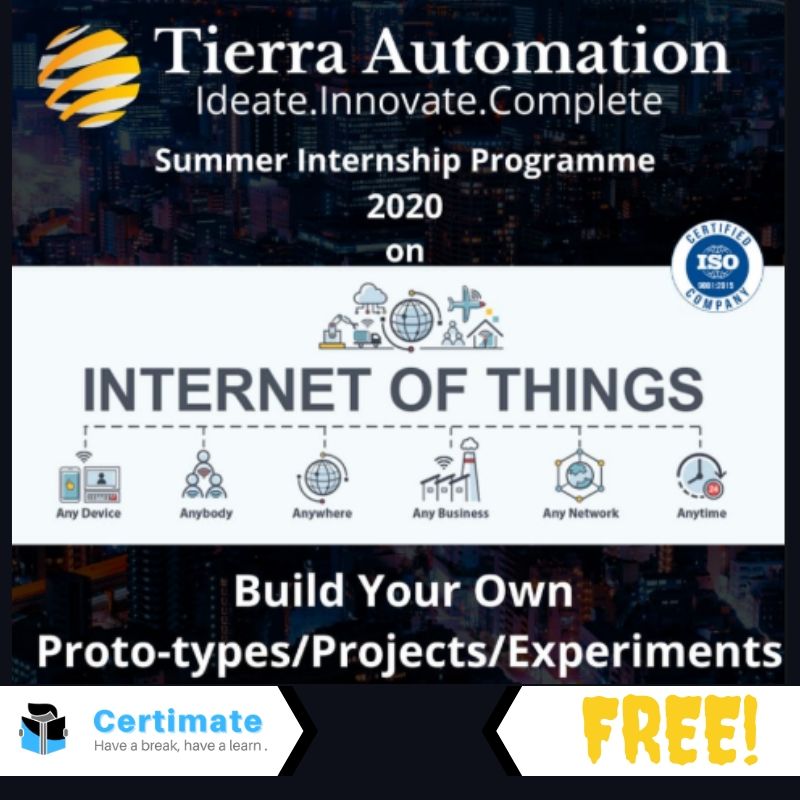 Tierra Automation
Ideate.Innovate.Complete
Summer Internship Programme
2020
on
CERTIFIED
ISO
9001:2015
COMPANY
INTERNET OF THINGS
Any Device
Anybody
Anywhere
Any Business
Any Network
Anytime
24
Build Your Own
Proto-types/Projects/Experiments
Certimate
Have a break, have a learn.
FREE!